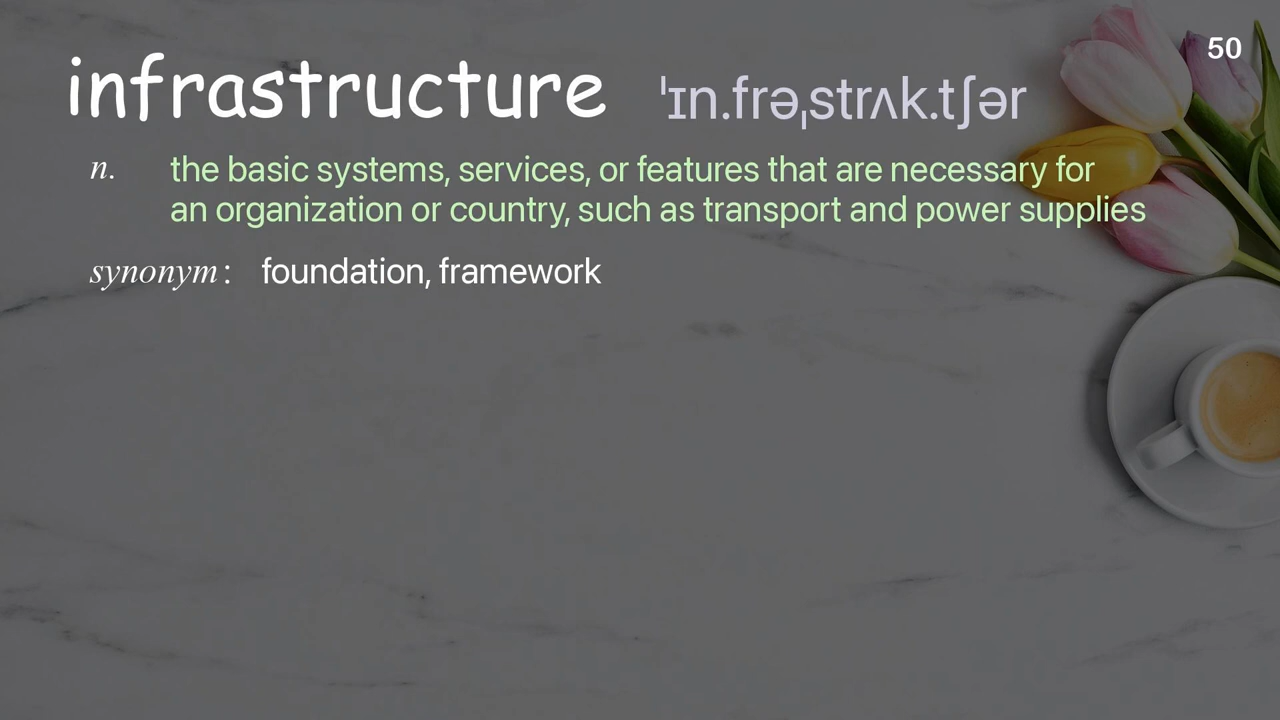 50
infrastructure ˈɪn.frəˌstrʌk.tʃər
n. the basic systems, services, or features that are necessary for
an organization or country, such as transport and power supplies
synonym: foundation, framework